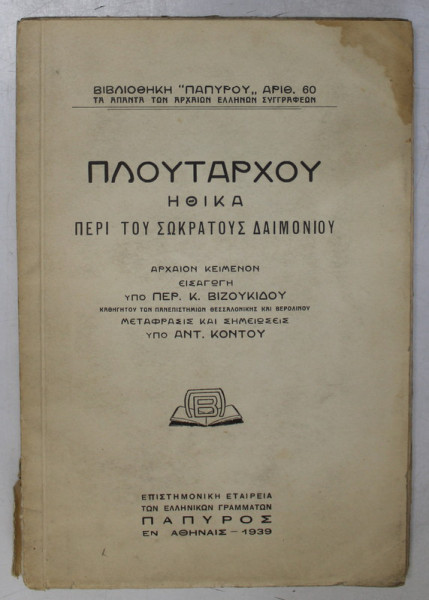 ΒΙΒΛΙΟΘΗΚΗ "ΠΑΠΥΡΟΥ„ ΑΡΙΘ. 60
ΤΑ ΑΠΑΝΤΑ ΤΩΝ ΑΡΧΑΙΩΝ ΕΛΛΗΝΩΝ ΣΥΓΓΡΑΦΕΩΝ
ΠΛΟΥΤΑΡΧΟΥ
ΗΘΙΚΑ
ΠΕΡΙ ΤΟΥ ΣΩΚΡΑΤΟΥΣ ΔΑΙΜΟΝΙΟΥ
ΑΡΧΑΙΟΝ ΚΕΙΜΕΝΟΝ
ΕΙΣΑΓΩΓΗ
ΥΠΟ ΠΕΡ. Κ. ΒΙΖΟΥΚΙΔΟΥ
ΚΑΘΗΓΗΤΟΥ ΤΩΝ ΠΑΝΕΠΙΣΤΗΜΙΩΝ ΘΕΣΣΑΛΟΝΙΚΗΣ ΚΑΙ ΒΕΡΟΛΙΝΟΥ
ΜΕΤΑΦΡΑΣΙΣ ΚΑΙ ΣΗΜΕΙΩΣΕΙΣ
ΥΠΟ ΑΝΤ. ΚΟΝΤΟΥ
ΕΠΙΣΤΗΜΟΝΙΚΗ ΕΤΑΙΡΕΙΑ
ΤΩΝ ΕΛΛΗΝΙΚΩΝ ΓΡΑΜΜΑΤΩΝ
ΠΑΠΥΡΟΣ
ΕΝ ΑΘΗΝΑΙΣ – 1939